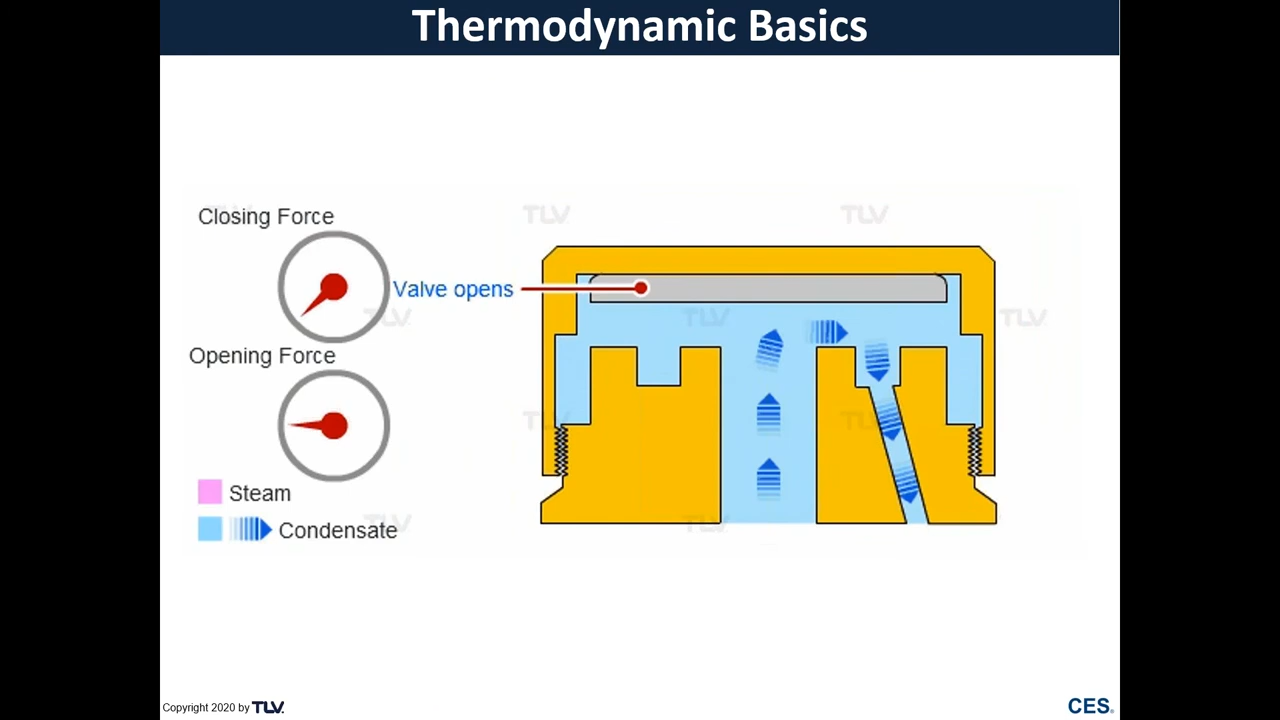 Thermodynamic Basics
TLV TLV TLV
Closing Force
Valve opens
TLV TLV TLV
Opening Force
TLV TLV
Steam
Condensate
TLV TLV
Copyright 2020 by TLV.
CES.